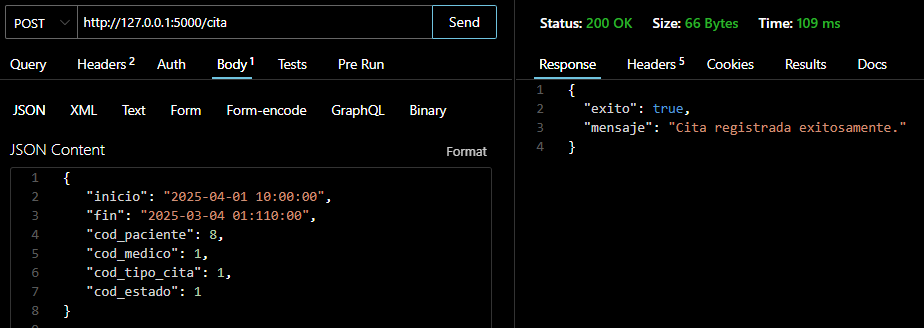 POST http://127.0.0.1:5000/cita Send
Query Headers 2 Auth Body 1 Tests Pre Run
JSON XML Text Form Form-encode GraphQL Binary
JSON Content Format
1 {
2 "inicio": "2025-04-01 10:00:00",
3 "fin": "2025-03-04 01:110:00",
4 "cod_paciente": 8,
5 "cod_medico": 1,
6 "cod_tipo_cita": 1,
7 "cod_estado": 1
8 }
Status: 200 OK Size: 66 Bytes Time: 109 ms
Response Headers 5 Cookies Results Docs
1 {
2 "exito": true,
3 "mensaje": "Cita registrada exitosamente."
4 }